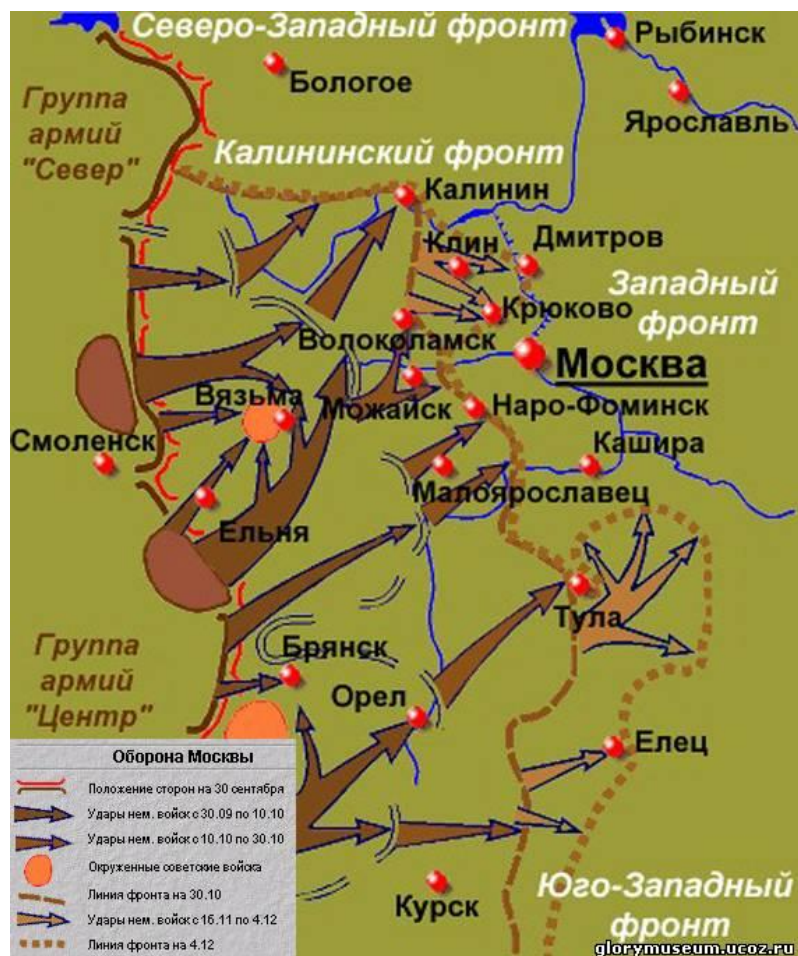 Северо-Западный фронт
Рыбинск
Бологое
Группа
армий
"Север"
Ярославль
Калининский фронт
Калинин
Клин
Дмитров
Западный
фронт
Крюково
Волоколамск
Москва
Вязьма
Можайск
Наро-Фоминск
Смоленск
Кашира
Малоярославец
Ельня
Тула
Группа
армий
"Центр"
Брянск
Орел
Елец
Курск
Юго-Западный
фронт
Оборона Москвы
Положение сторон на 30 сентября
Удары нем. войск с 30.09 по 10.10
Удары нем. войск с 10.10 по 30.10
Окруженные советские войска
Линия фронта на 30.10
Удары нем. войск с 16.11 по 4.12
Линия фронта на 4.12
glorymuseum.ucoz.ru